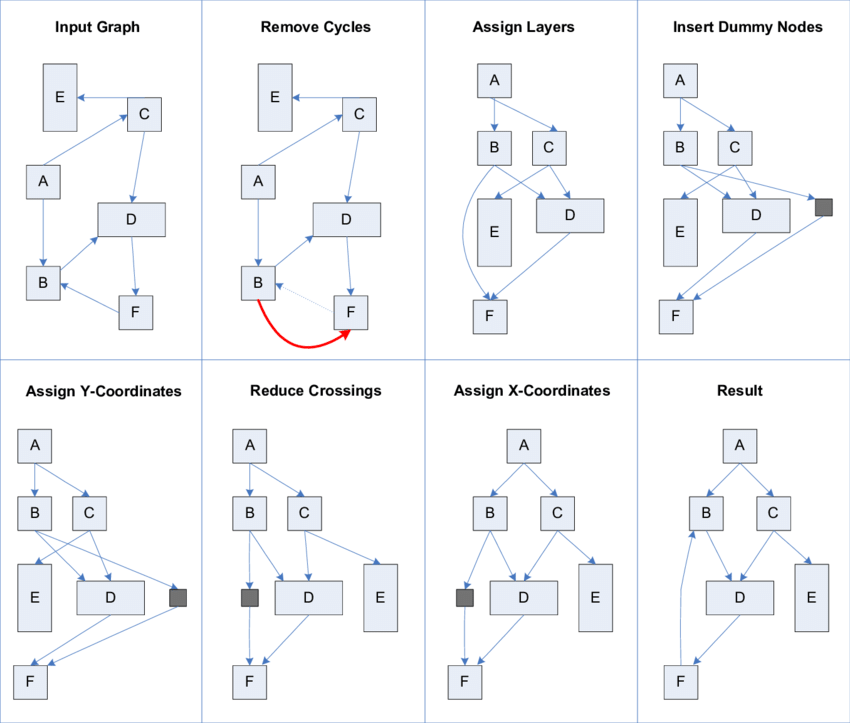 Input Graph
E
C
A
D
B
F
Remove Cycles
E
C
A
D
B
F
Assign Layers
A
B C
E D
F
Insert Dummy Nodes
A
B C
D
E
F
Assign Y-Coordinates
A
B C
E D
F
Reduce Crossings
A
B C
D E
F
Assign X-Coordinates
A
B C
D E
F
Result
A
B C
D E
F